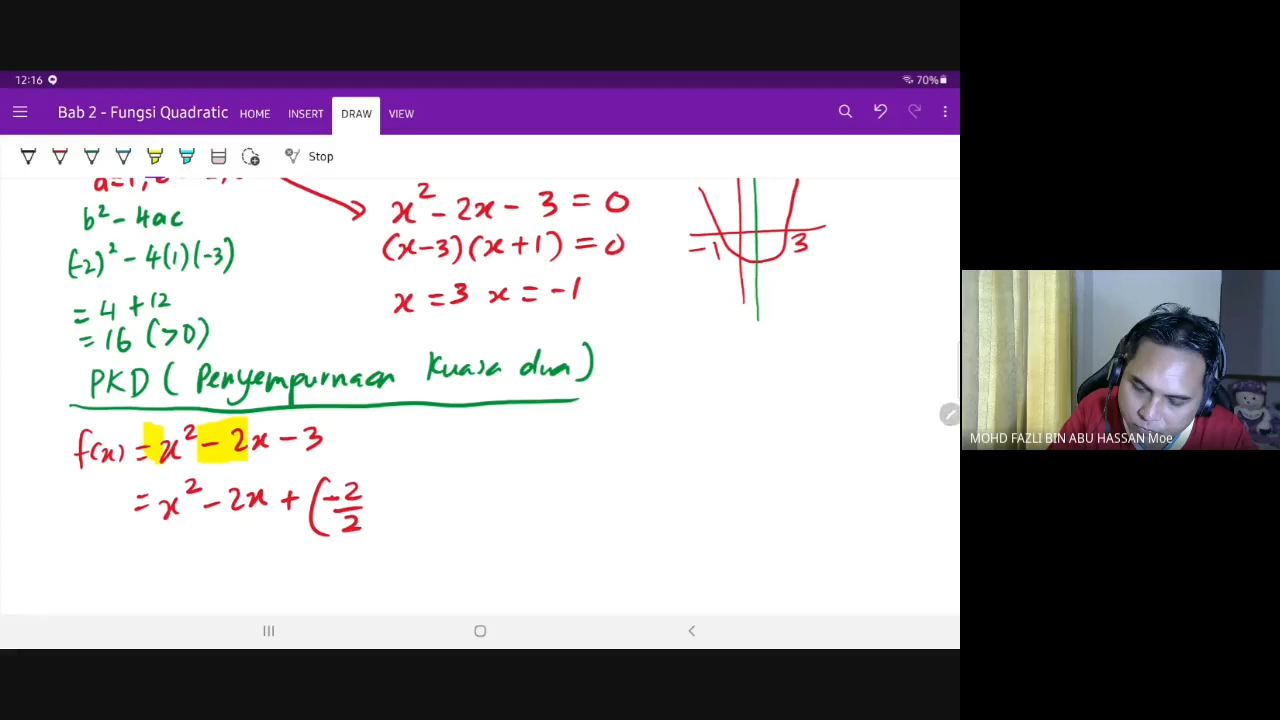 12:16
70%
Bab 2 - Fungsi Quadratic HOME INSERT DRAW VIEW
Stop
b² - 4ac
(-2)² - 4(1)(-3)
= 4 + 12
= 16 (>0)
x² - 2x - 3 = 0
(x-3)(x+1) = 0
x = 3 x = -1
-1 3
PKD (Penyempurnaan Kuasa dua)
f(x) = x² - 2x - 3
= x² - 2x + (-2/2
MOHD FAZLI BIN ABU HASSAN Moe